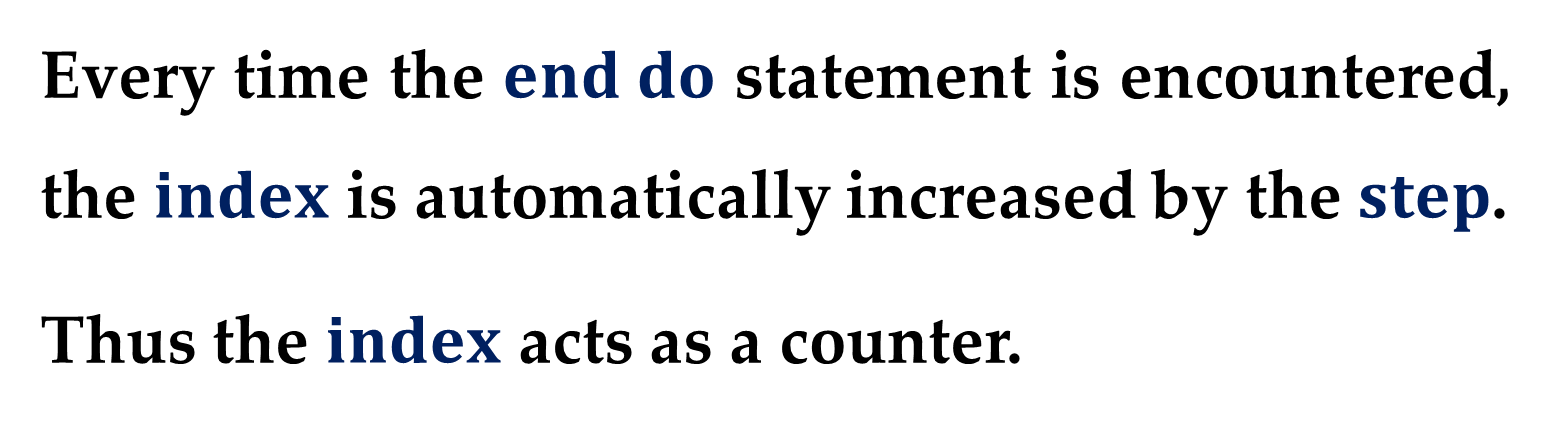 Every time the end do statement is encountered,
the index is automatically increased by the step.
Thus the index acts as a counter.